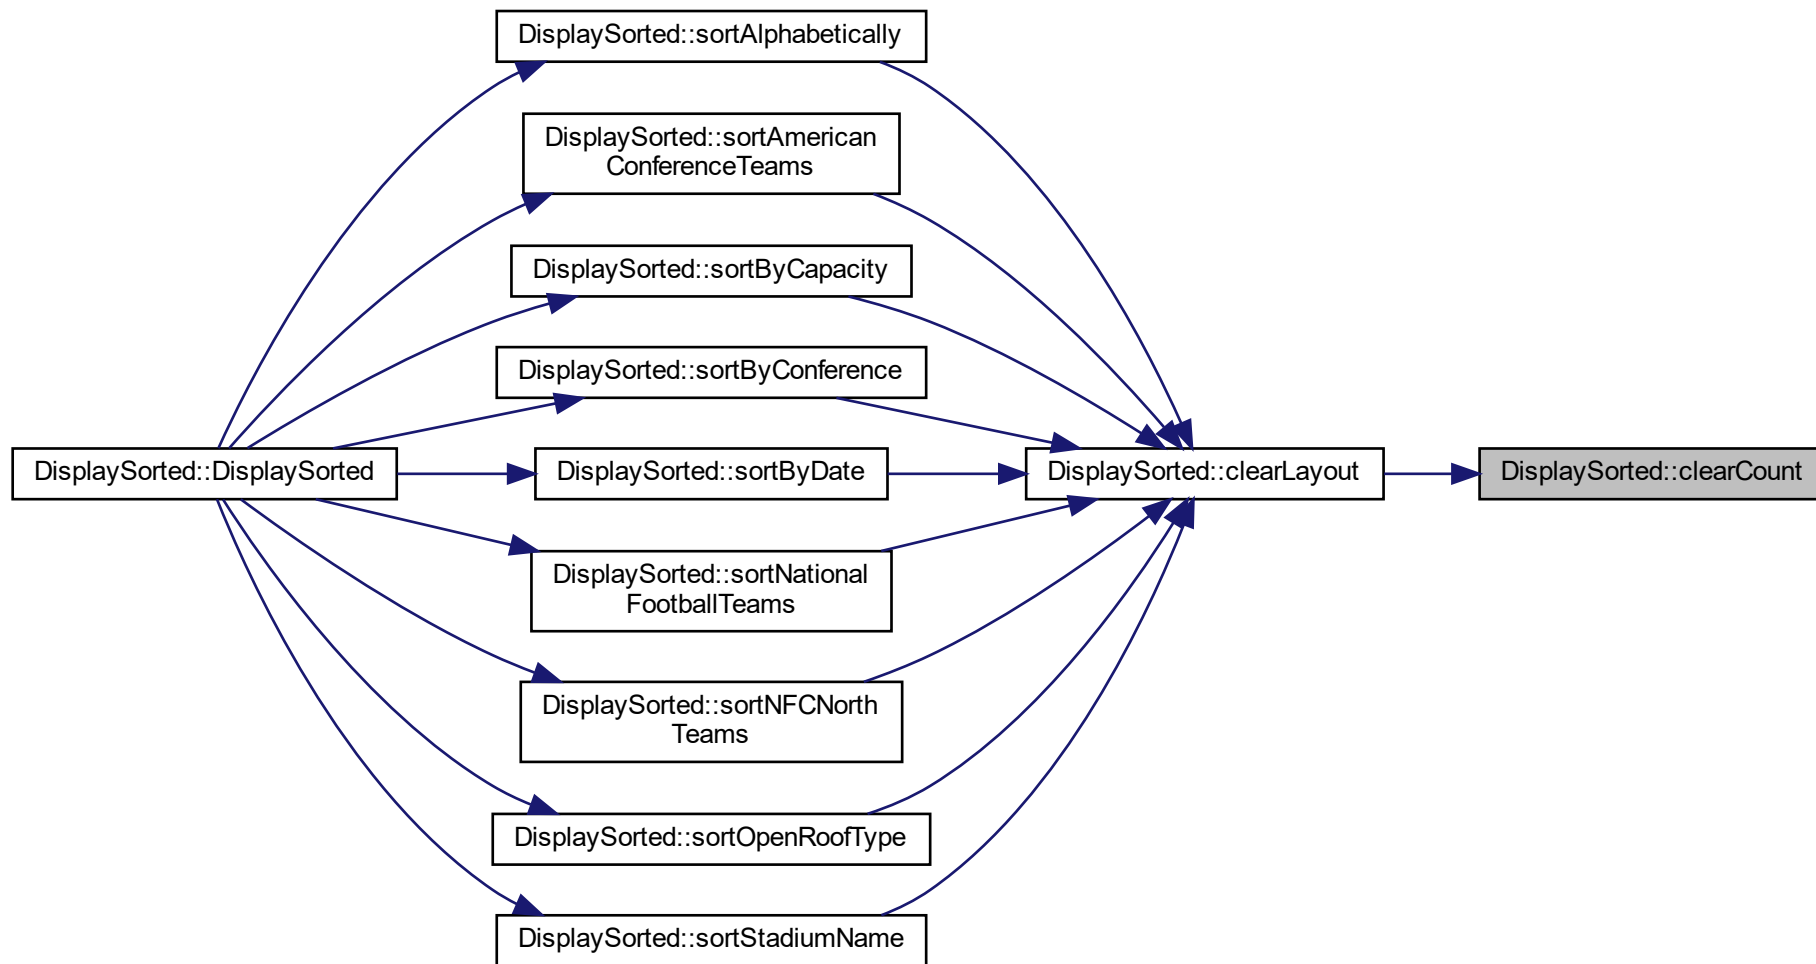 DisplaySorted::sortAlphabetically
DisplaySorted::sortAmerican
ConferenceTeams
DisplaySorted::sortByCapacity
DisplaySorted::sortByConference
DisplaySorted::DisplaySorted
DisplaySorted::sortByDate
DisplaySorted::clearLayout
DisplaySorted::clearCount
DisplaySorted::sortNational
FootballTeams
DisplaySorted::sortNFCNorth
Teams
DisplaySorted::sortOpenRoofType
DisplaySorted::sortStadiumName